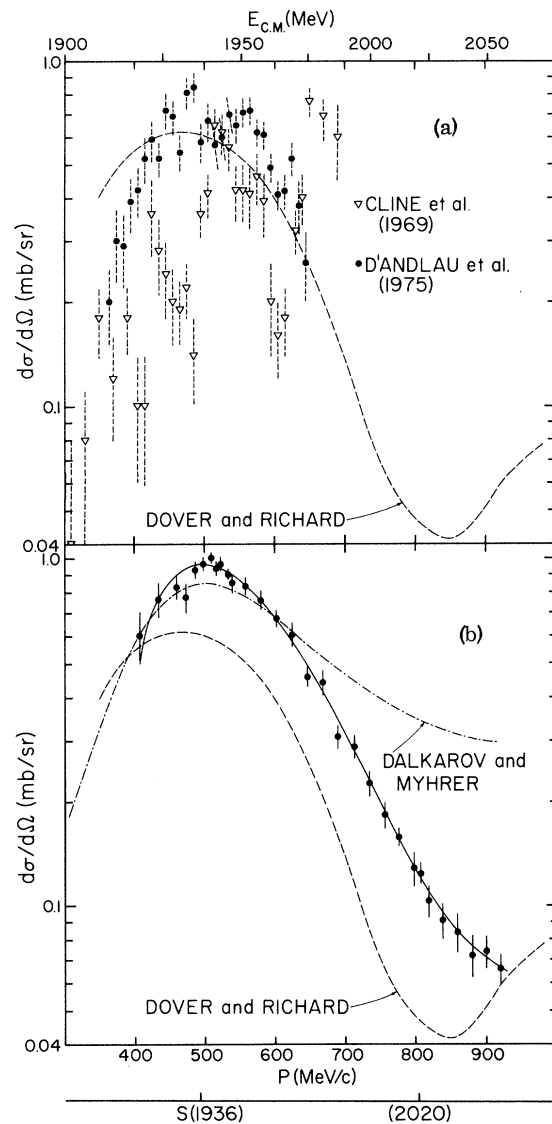 E_C.M.(MeV)
1900 1950 2000 2050
1.0
(a)
▽ CLINE et al.
(1969)
● D'ANDLAU et al.
(1975)
dσ/dΩ (mb/sr)
0.1
DOVER and RICHARD
0.04
1.0
(b)
DALKAROV and
MYHRER
dσ/dΩ (mb/sr)
0.1
DOVER and RICHARD
0.04
400 500 600 700 800 900
P (MeV/c)
S(1936) (2020)